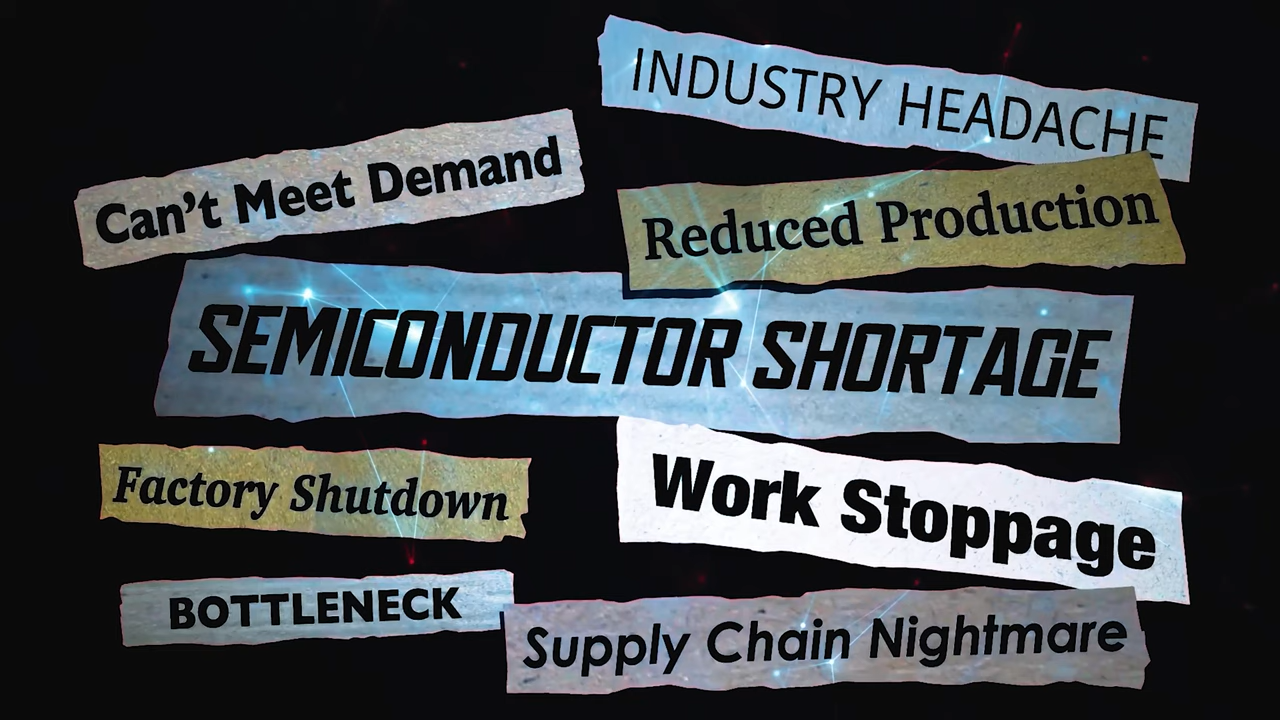 INDUSTRY HEADACHE
Can't Meet Demand
Reduced Production
SEMICONDUCTOR SHORTAGE
Factory Shutdown
Work Stoppage
BOTTLENECK
Supply Chain Nightmare